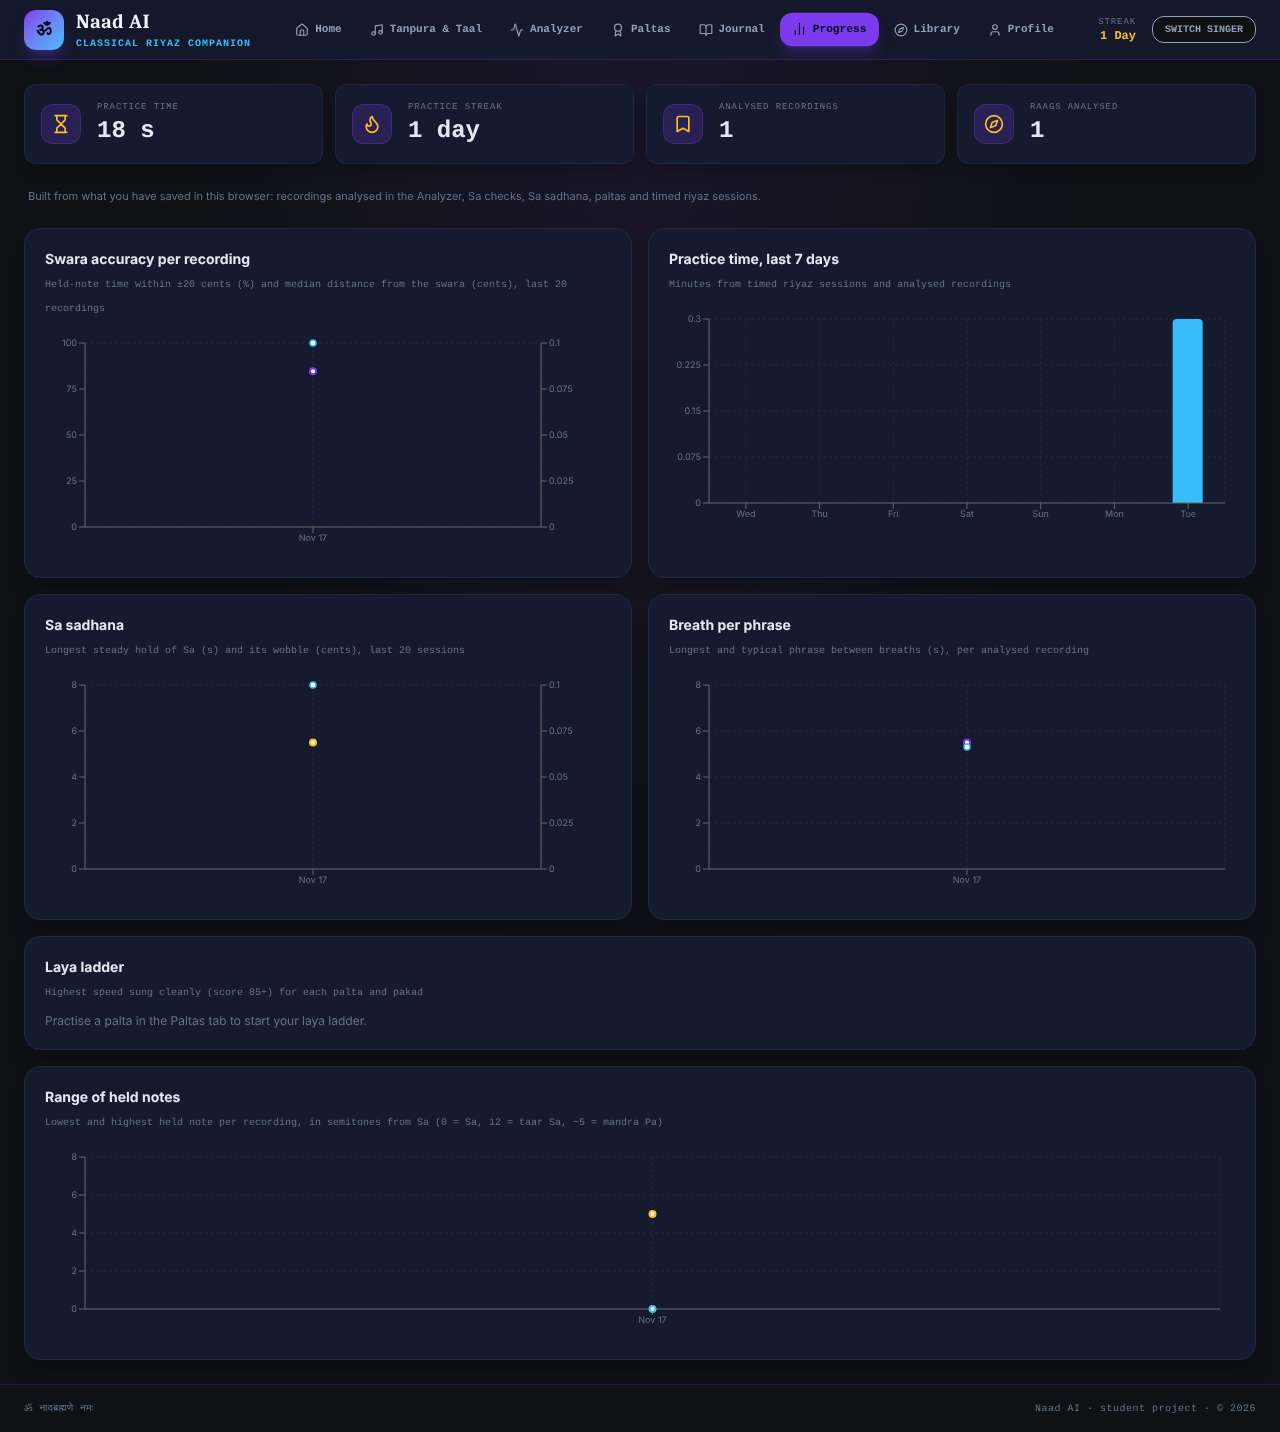 ॐ
Naad AI
CLASSICAL RIYAZ COMPANION
Home
Tanpura & Taal
Analyzer
Paltas
Journal
Progress
Library
Profile
STREAK
1 Day
SWITCH SINGER
PRACTICE TIME
18 s
PRACTICE STREAK
1 day
ANALYSED RECORDINGS
1
RAAGS ANALYSED
1
Built from what you have saved in this browser: recordings analysed in the Analyzer, Sa checks, Sa sadhana, paltas and timed riyaz sessions.
Swara accuracy per recording
Held-note time within ±20 cents (%) and median distance from the swara (cents), last 20
recordings
100
75
50
25
0
0.1
0.075
0.05
0.025
0
Nov 17
Practice time, last 7 days
Minutes from timed riyaz sessions and analysed recordings
0.3
0.225
0.15
0.075
0
Wed Thu Fri Sat Sun Mon Tue
Sa sadhana
Longest steady hold of Sa (s) and its wobble (cents), last 20 sessions
8
6
4
2
0
0.1
0.075
0.05
0.025
0
Nov 17
Breath per phrase
Longest and typical phrase between breaths (s), per analysed recording
8
6
4
2
0
Nov 17
Laya ladder
Highest speed sung cleanly (score 85+) for each palta and pakad
Practise a palta in the Paltas tab to start your laya ladder.
Range of held notes
Lowest and highest held note per recording, in semitones from Sa (0 = Sa, 12 = taar Sa, −5 = mandra Pa)
8
6
4
2
0
Nov 17
ॐ नादब्रह्मणे नमः
Naad AI · student project · © 2026